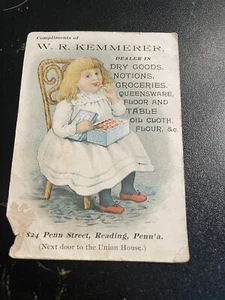 Compliments of
W. R. KEMMERER,
DEALER IN
DRY GOODS,
NOTIONS,
GROCERIES,
QUEENSWARE,
FLOOR AND
TABLE
OIL CLOTH,
FLOUR, &c.
824 Penn Street, Reading, Penn'a.
(Next door to the Union House.)